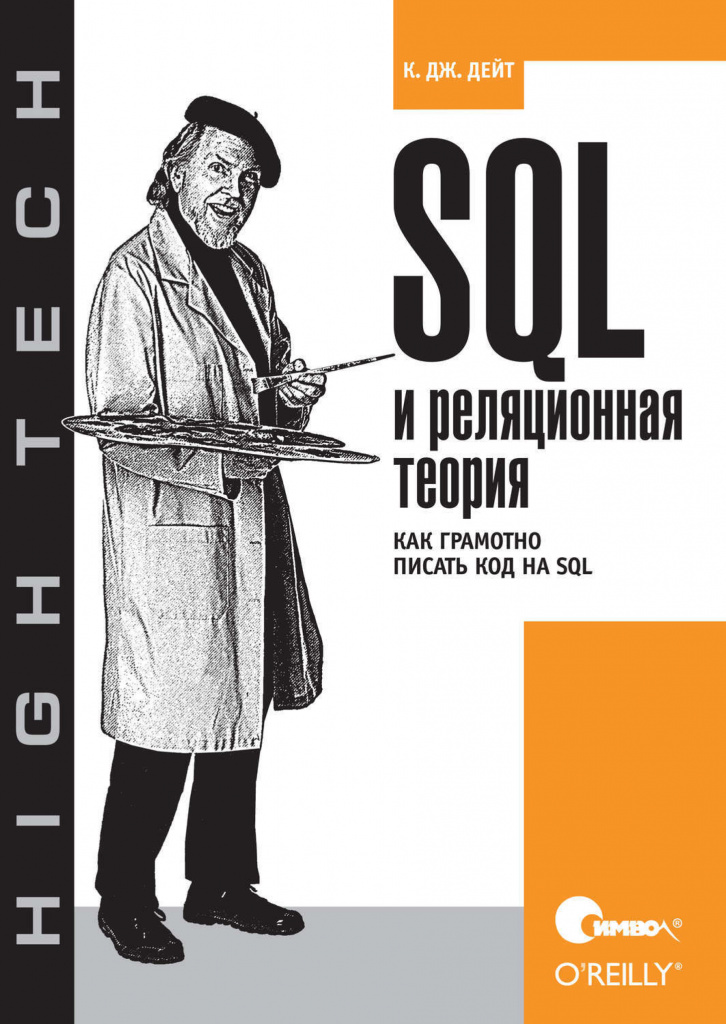 HIGH TECH
К. ДЖ. ДЕЙТ
SQL
и реляционная
теория
КАК ГРАМОТНО
ПИСАТЬ КОД НА SQL
Символ®
O'REILLY®